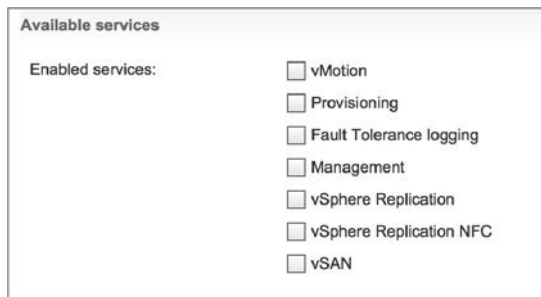 Available services
Enabled services:
vMotion
Provisioning
Fault Tolerance logging
Management
vSphere Replication
vSphere Replication NFC
vSAN